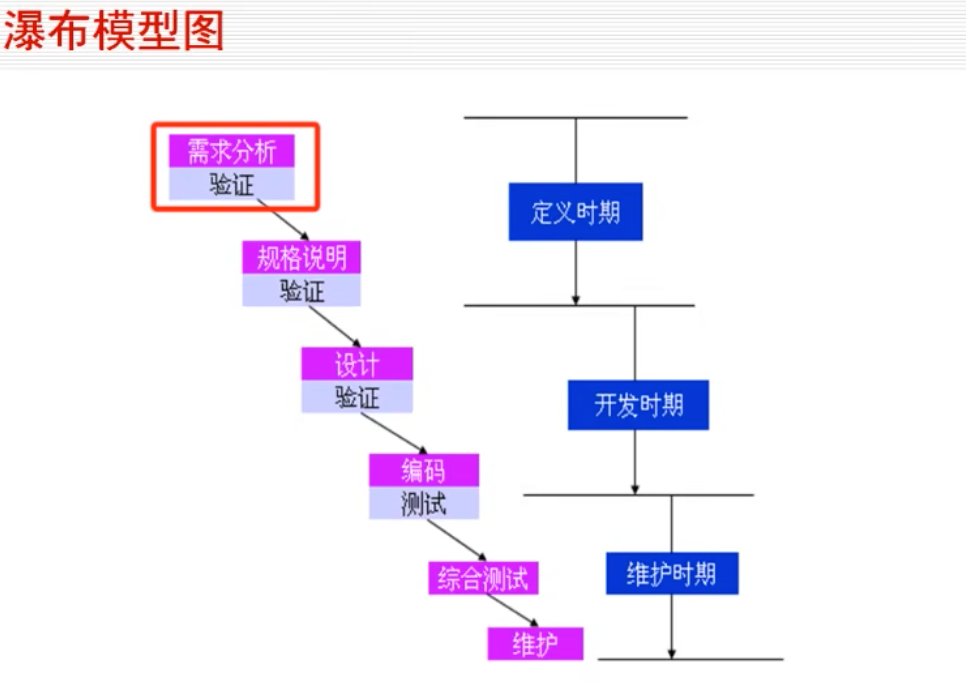 瀑布模型图
需求分析
验证
规格说明
验证
设计
验证
编码
测试
综合测试
维护
定义时期
开发时期
维护时期